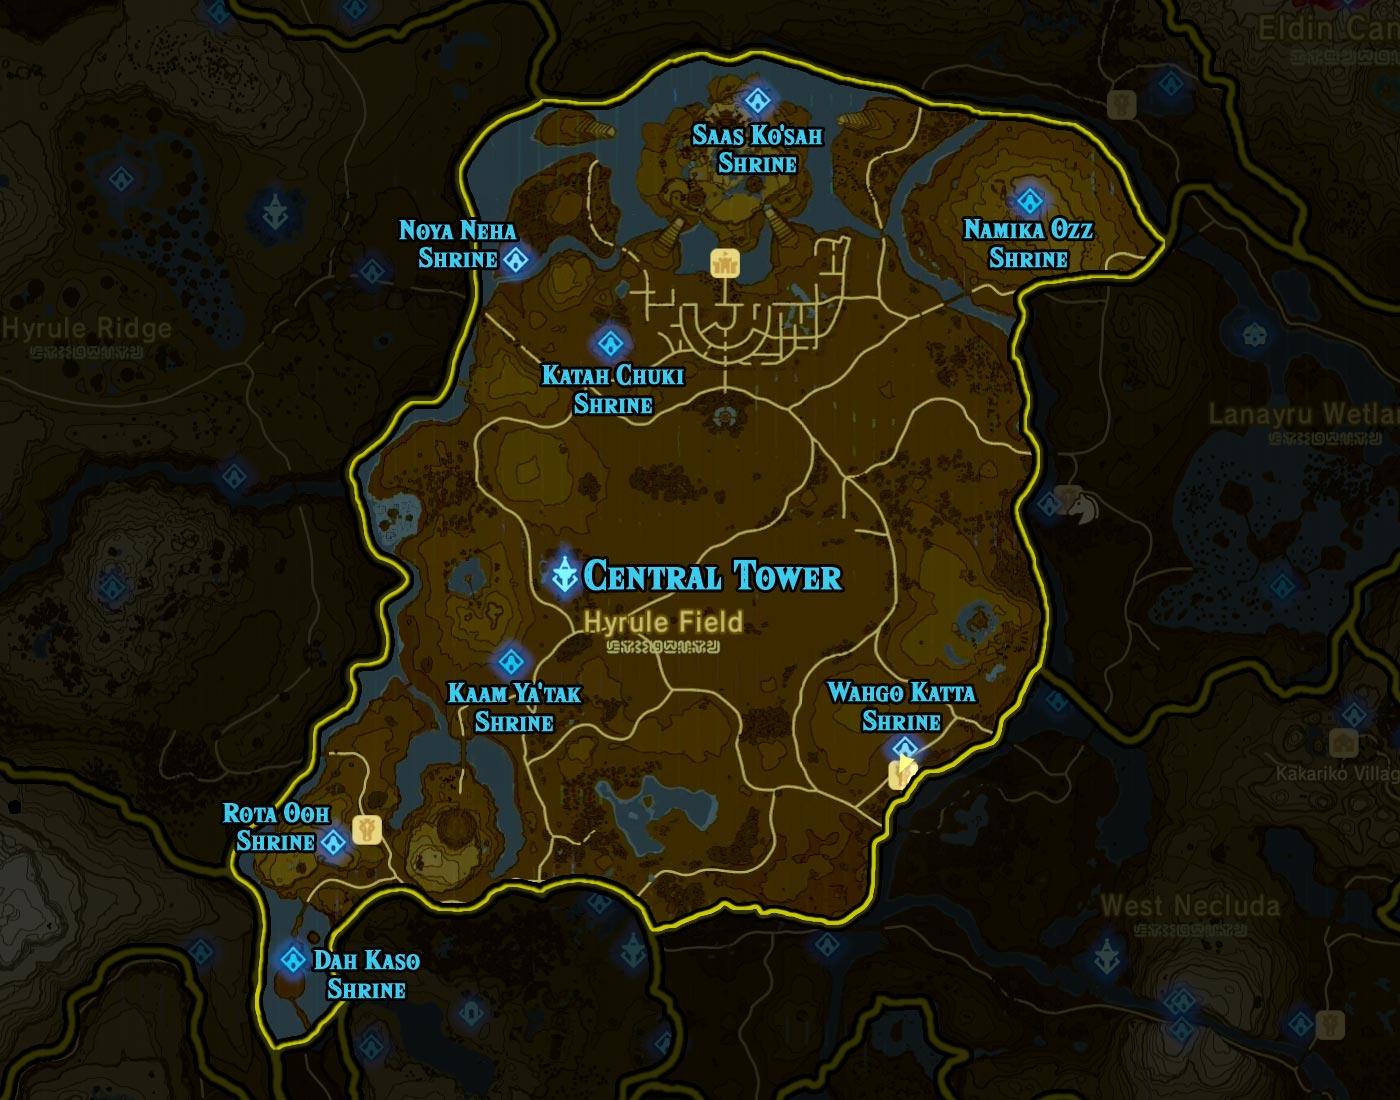 Eldin Can
Saas Ko'sah
Shrine
Noya Neha
Shrine
Namika Ozz
Shrine
Hyrule Ridge
Katah Chuki
Shrine
Lanayru Wetla
Central Tower
Hyrule Field
Kaam Ya'tak
Shrine
Wahgo Katta
Shrine
Kakariko Villag
Rota Ooh
Shrine
West Necluda
Dah Kaso
Shrine